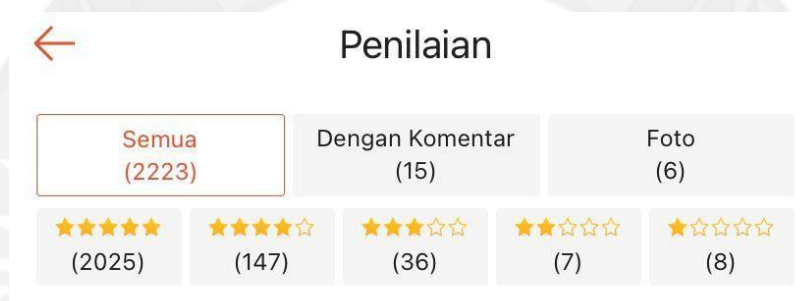 Penilaian
Semua
(2223)
Dengan Komentar
(15)
Foto
(6)
(2025)
(147)
(36)
(7)
(8)